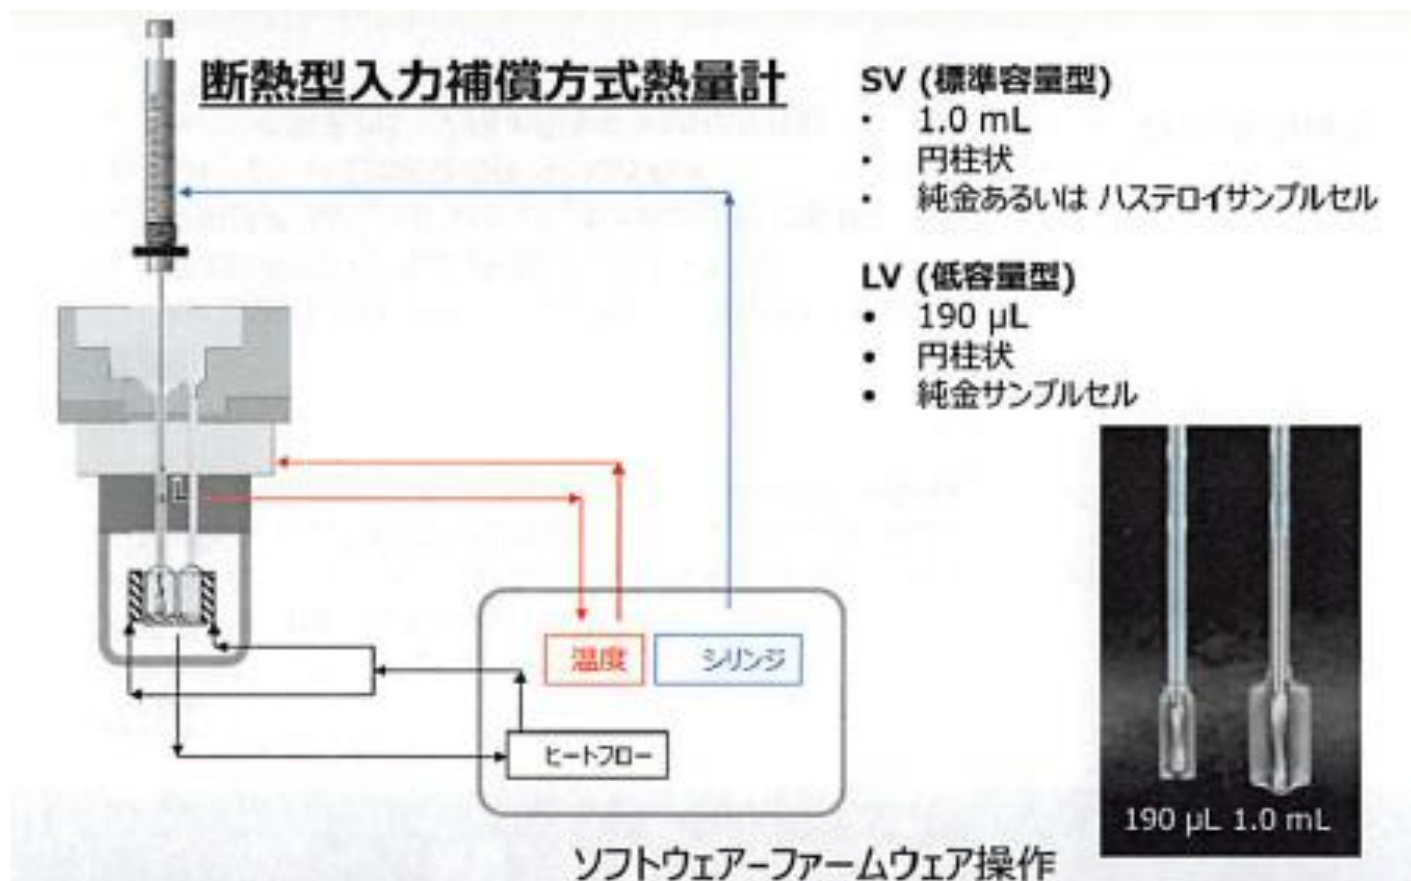 断熱型入力補償方式熱量計
SV (標準容量型)
・ 1.0 mL
・ 円柱状
・ 純金あるいは ハステロイサンプルセル
LV (低容量型)
• 190 μL
• 円柱状
• 純金サンプルセル
温度
シリンジ
ヒートフロー
190 μL 1.0 mL
ソフトウェアーファームウェア操作